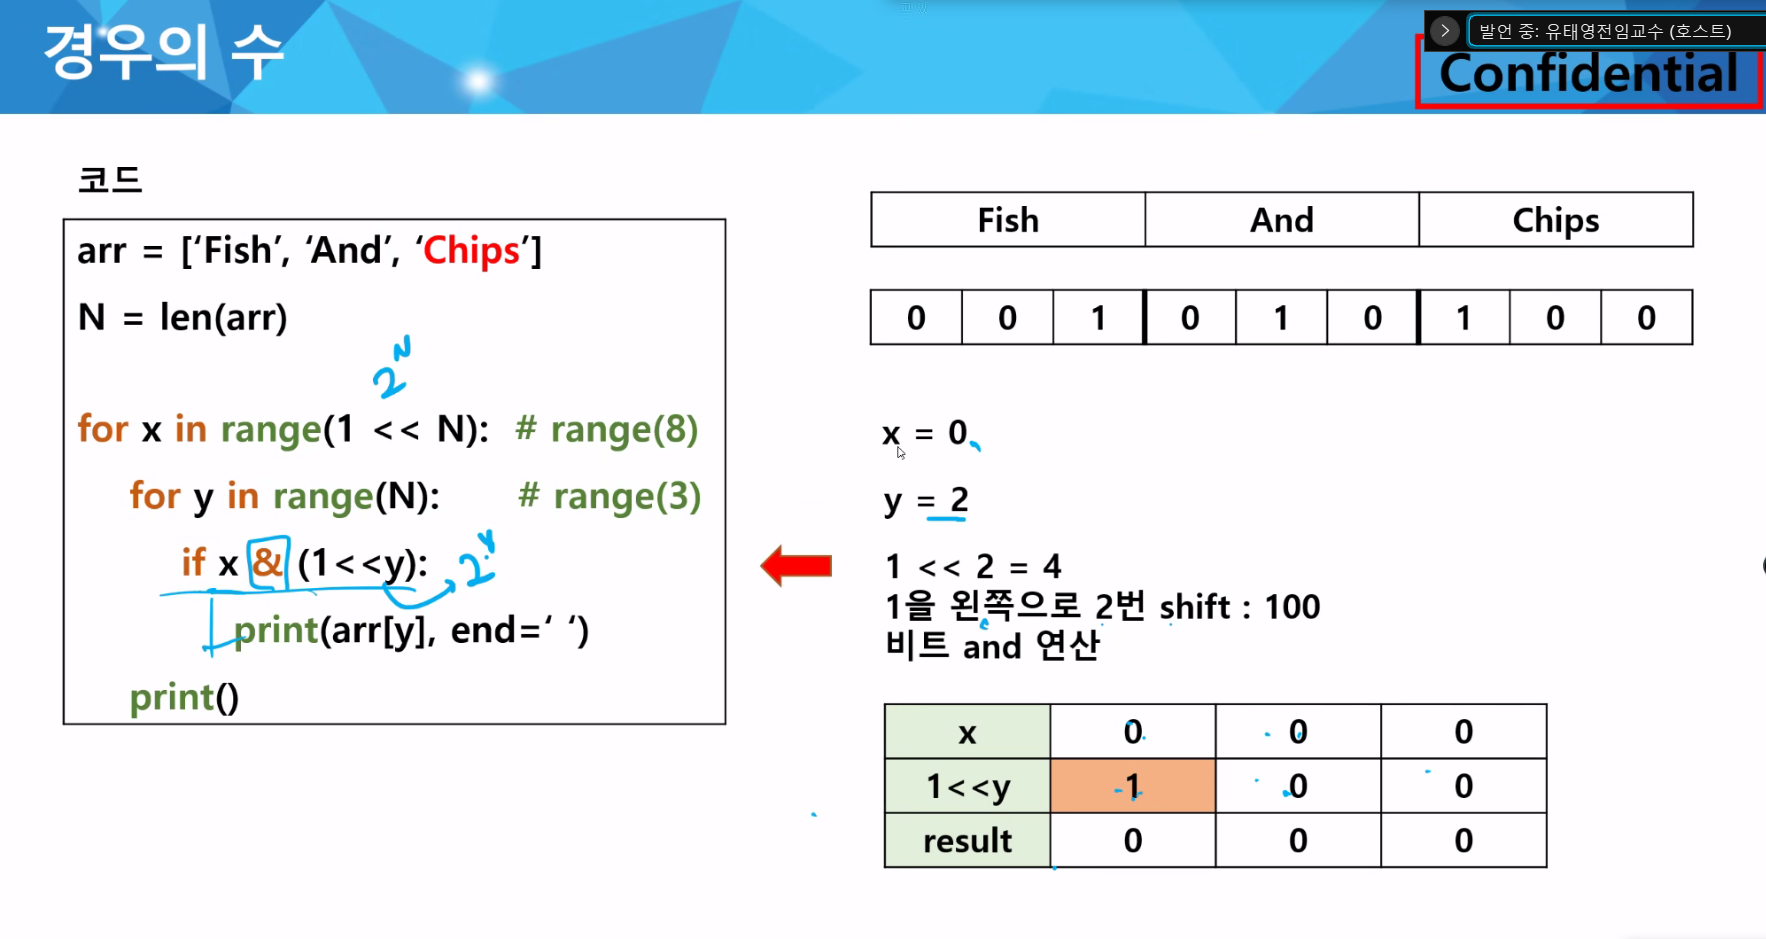 경우의 수
발언 중: 유태영전임교수 (호스트)
Confidential
코드
arr = [‘Fish’, ‘And’, ‘Chips’]
N = len(arr)
2^N
for x in range(1 << N): # range(8)
for y in range(N): # range(3)
if x & (1<<y):
2^y
print(arr[y], end=‘ ‘)
print()
Fish And Chips
0 0 1 0 1 0 1 0 0
x = 0
y = 2
1 << 2 = 4
1을 왼쪽으로 2번 shift : 100
비트 and 연산
x 0 0 0
1<<y 1 0 0
result 0 0 0